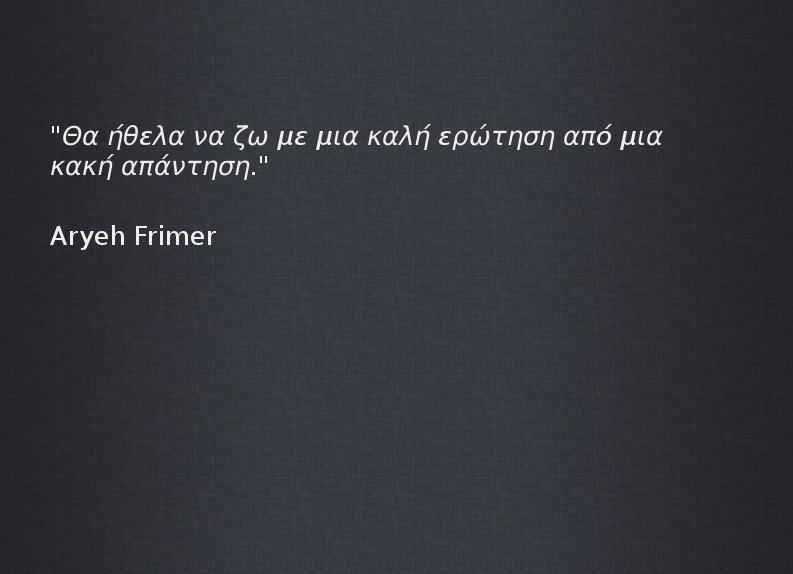 "Θα ήθελα να ζω με μια καλή ερώτηση από μια
κακή απάντηση."
Aryeh Frimer